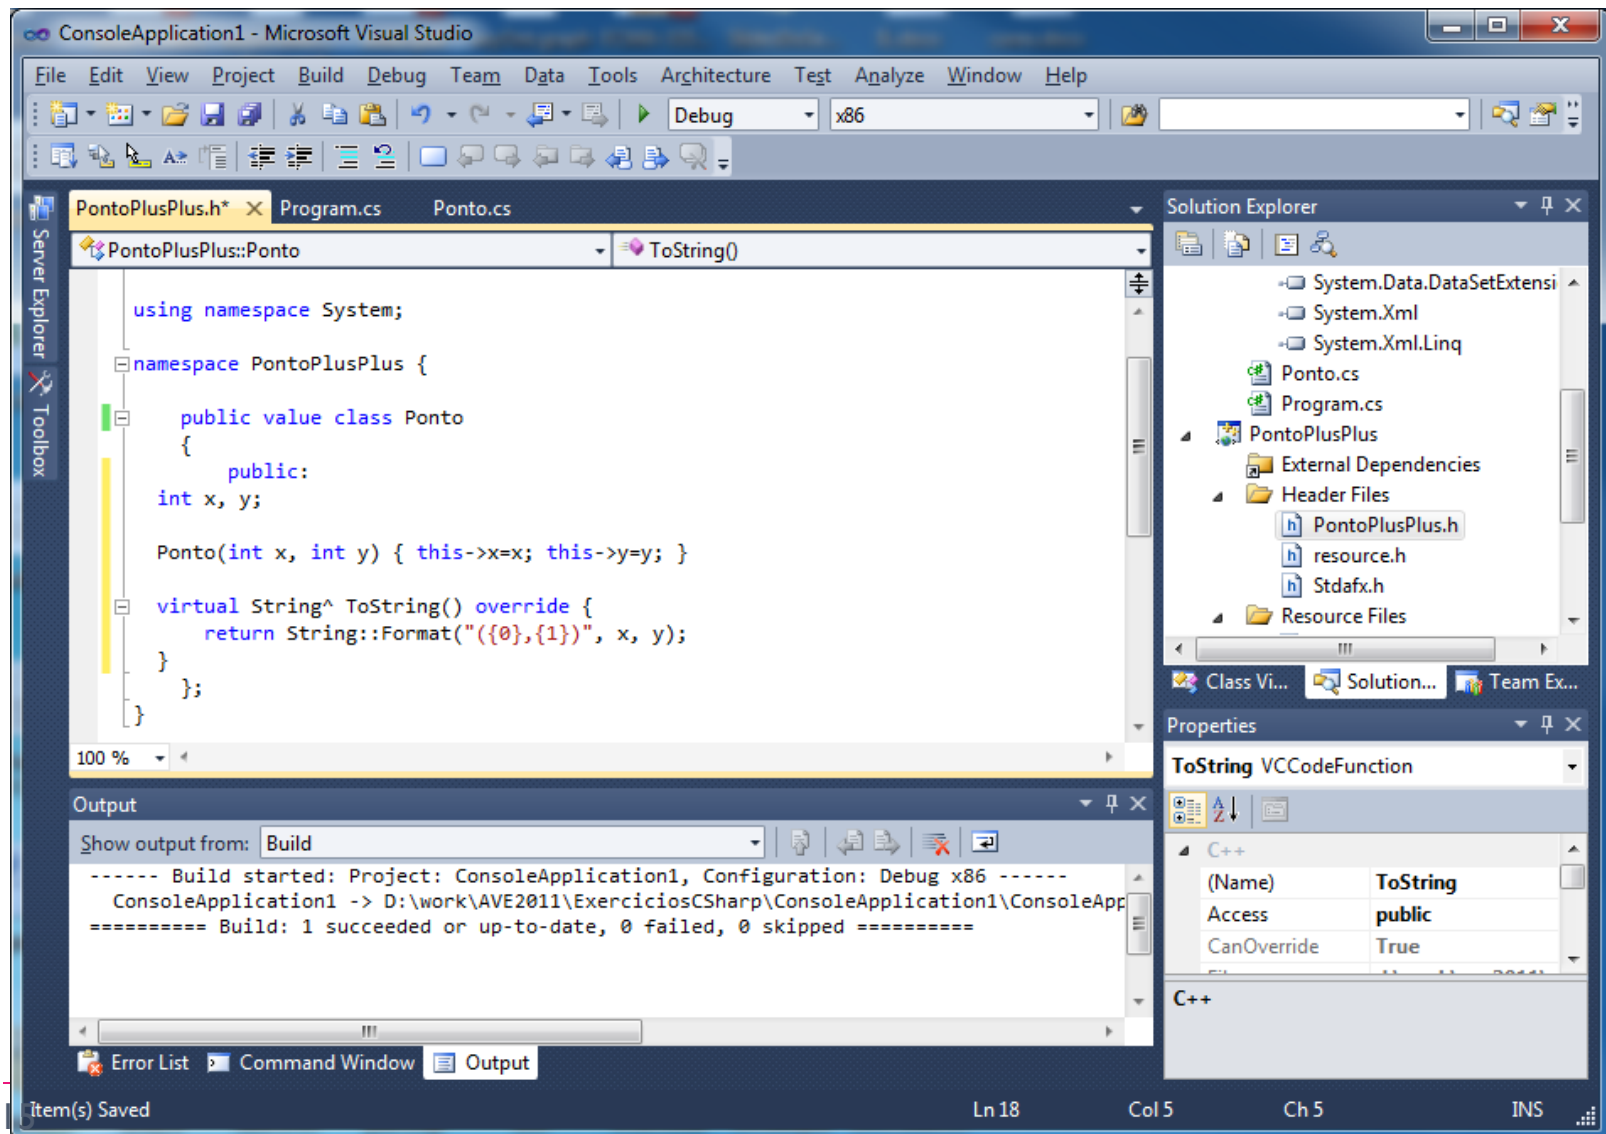 ConsoleApplication1 - Microsoft Visual Studio
File Edit View Project Build Debug Team Data Tools Architecture Test Analyze Window Help
Debug x86
PontoPlusPlus.h* Program.cs Ponto.cs
PontoPlusPlus::Ponto ToString()
Server Explorer
Toolbox
using namespace System;
namespace PontoPlusPlus {
public value class Ponto
{
public:
int x, y;
Ponto(int x, int y) { this->x=x; this->y=y; }
virtual String^ ToString() override {
return String::Format("({0},{1})", x, y);
}
};
}
100 %
Output
Show output from: Build
------ Build started: Project: ConsoleApplication1, Configuration: Debug x86 ------
ConsoleApplication1 -> D:\work\AVE2011\ExerciciosCSharp\ConsoleApplication1\ConsoleApp
========== Build: 1 succeeded or up-to-date, 0 failed, 0 skipped ==========
Error List Command Window Output
Solution Explorer
System.Data.DataSetExtensi
System.Xml
System.Xml.Linq
Ponto.cs
Program.cs
PontoPlusPlus
External Dependencies
Header Files
PontoPlusPlus.h
resource.h
Stdafx.h
Resource Files
Class Vi... Solution... Team Ex...
Properties
ToString VCCodeFunction
C++
(Name) ToString
Access public
CanOverride True
C++
Item(s) Saved Ln 18 Col 5 Ch 5 INS